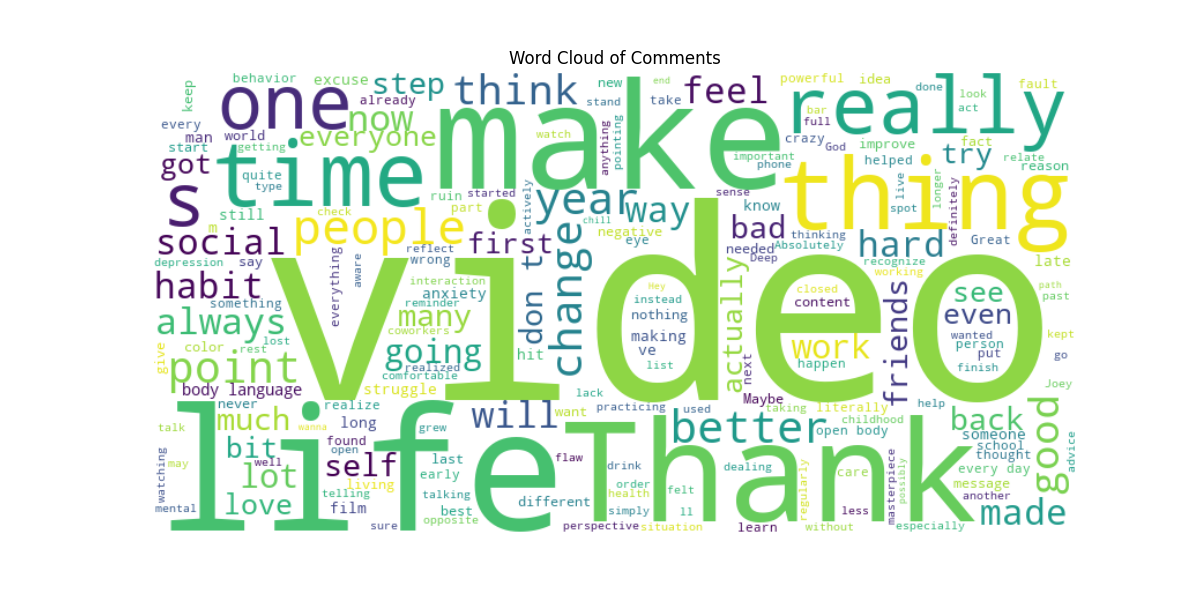 Word Cloud of Comments
behavior excuse step think new end powerful idea fault
keep one already stand take feel done look
every now make bar really act
man world everyone watch anything pointing full God crazy improve fact
start getting time important phone helped try relate
got quite type ruin started sense thing live longer reason
s still check part actively year way know spot definitely
m people chill negative bad thinking Great
social reflect first eye needed Absolutely hard late
depression say everything aware wrong change Deep recognize
habit something interaction anxiety don t video Hey closed working path
reminder instead content see past
always many coworkers nothing actually even kept
color lost going making work friends wanted person go
give point rest realized hit ve happen put
comfortable list next finish
body language struggle lack Maybe Joey
never realize grew want practicing used taking literally childhood help
talk much wanna long will better open body back good
bit open found someone
may well self last flaw Thank school thought advice
watching lot life early drink dealing care every day
living telling felt regularly message
mental love film talking order health masterpiece possibly another
best different simply ll less made
sure opposite perspective situation learn without especially